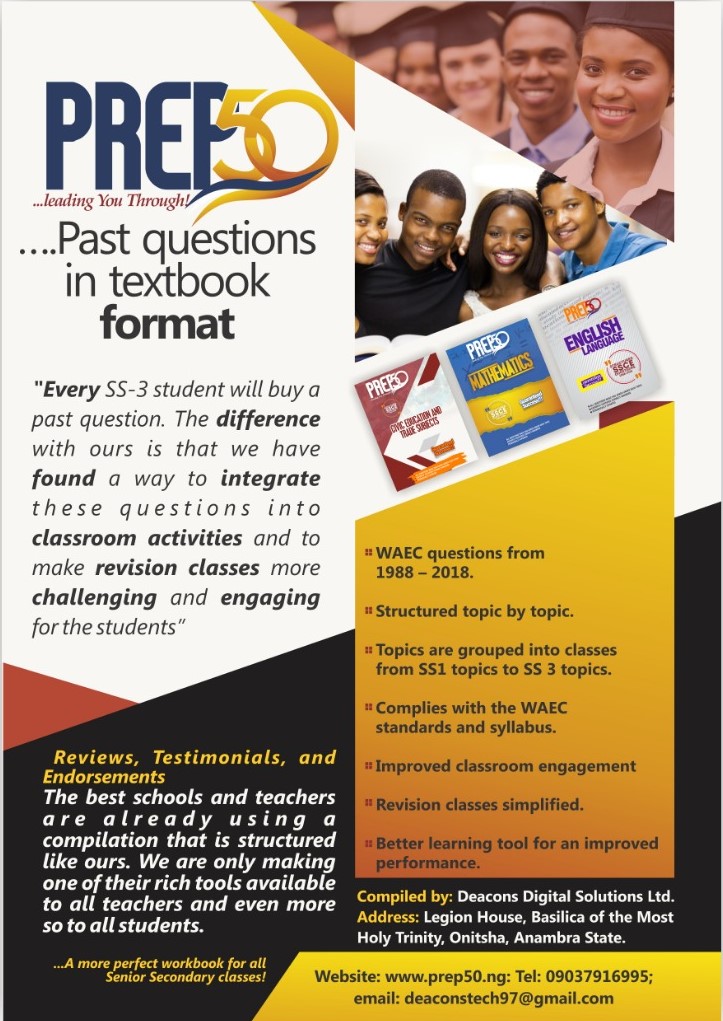 PREP50
...leading You Through!
....Past questions
in textbook
format
"Every SS-3 student will buy a
past question. The difference
with ours is that we have
found a way to integrate
these questions into
classroom activities and to
make revision classes more
challenging and engaging
for the students"
PREP50
SSCE
CIVIC EDUCATION AND
TRADE SUBJECTS
PREP50
MATHEMATICS
SSCE
PREP50
ENGLISH
LANGUAGE
SSCE
WAEC questions from
1988 – 2018.
Structured topic by topic.
Topics are grouped into classes
from SS1 topics to SS 3 topics.
Complies with the WAEC
standards and syllabus.
Improved classroom engagement
Revision classes simplified.
Better learning tool for an improved
performance.
Reviews, Testimonials, and
Endorsements
The best schools and teachers
are already using a
compilation that is structured
like ours. We are only making
one of their rich tools available
to all teachers and even more
so to all students.
...A more perfect workbook for all
Senior Secondary classes!
Compiled by: Deacons Digital Solutions Ltd.
Address: Legion House, Basilica of the Most
Holy Trinity, Onitsha, Anambra State.
Website: www.prep50.ng: Tel: 09037916995;
email: deaconstech97@gmail.com